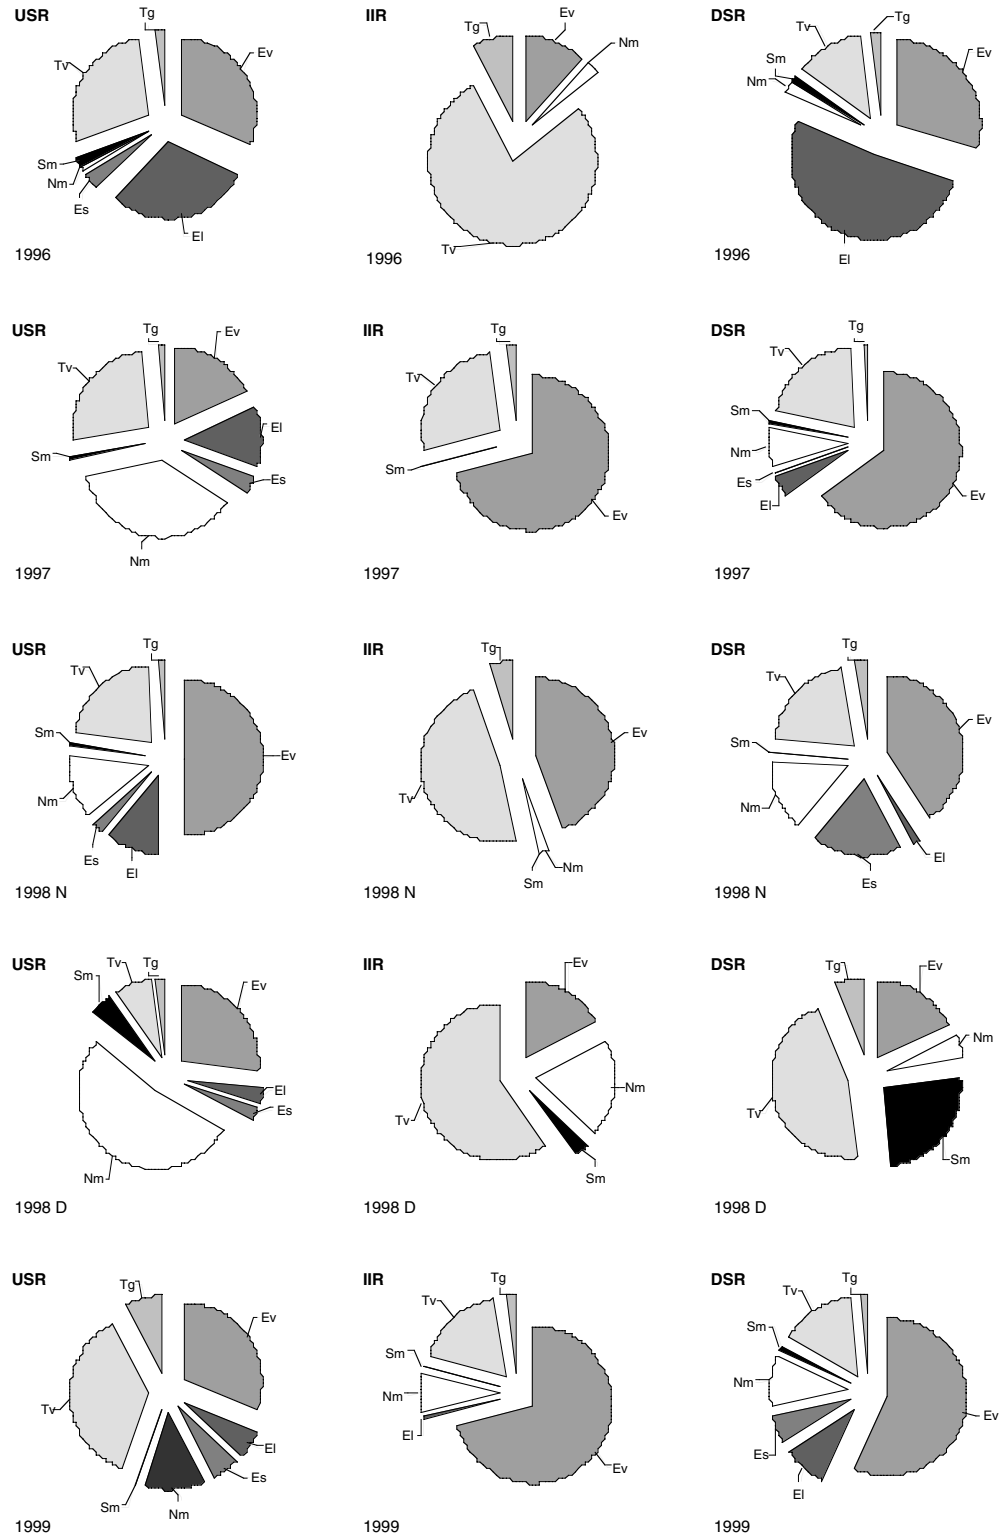 USR
Tg
Ev
Tv
Sm
Nm
Es
El
1996
IIR
Tg
Ev
Nm
Tv
1996
DSR
Tg
Tv
Ev
Sm
Nm
El
1996
USR
Tg
Ev
Tv
El
Sm
Es
Nm
1997
IIR
Tg
Tv
Sm
Ev
1997
DSR
Tg
Tv
Sm
Nm
Es
El
Ev
1997
USR
Tg
Tv
Sm
Ev
Nm
Es
El
1998 N
IIR
Tg
Ev
Tv
Nm
Sm
1998 N
DSR
Tg
Tv
Ev
Sm
Nm
El
Es
1998 N
USR
Tv
Tg
Sm
Ev
El
Es
Nm
1998 D
IIR
Ev
Nm
Tv
Sm
1998 D
DSR
Tg
Ev
Nm
Tv
Sm
1998 D
USR
Tg
Ev
Tv
El
Es
Sm
Nm
1999
IIR
Tg
Tv
Sm
Nm
El
Ev
1999
DSR
Tg
Tv
Sm
Nm
Ev
Es
El
1999